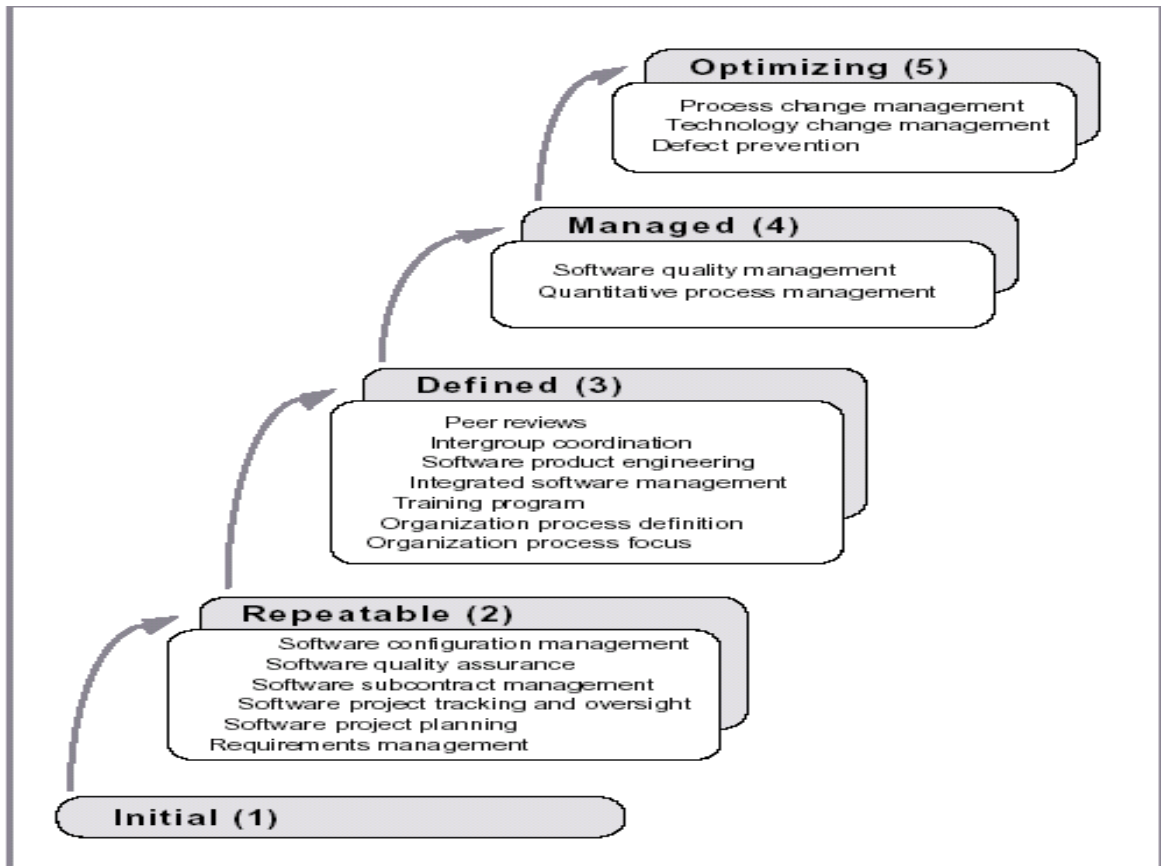 Optimizing (5)
Process change management
Technology change management
Defect prevention
Managed (4)
Software quality management
Quantitative process management
Defined (3)
Peer reviews
Intergroup coordination
Software product engineering
Integrated software management
Training program
Organization process definition
Organization process focus
Repeatable (2)
Software configuration management
Software quality assurance
Software subcontract management
Software project tracking and oversight
Software project planning
Requirements management
Initial (1)